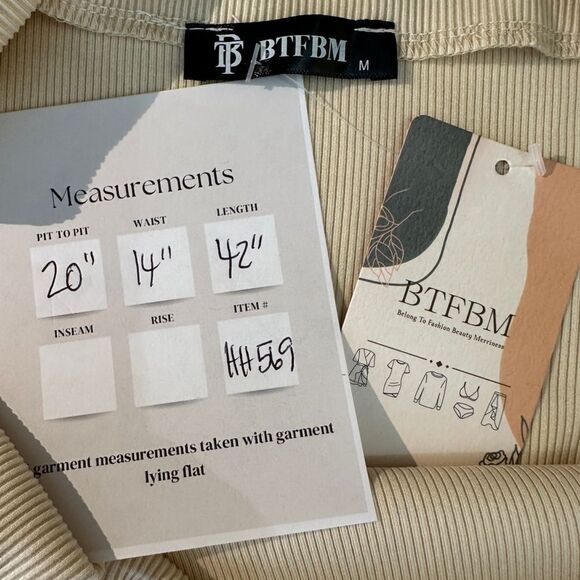 BTFBM
M
Measurements
PIT TO PIT WAIST LENGTH
20" 14" 42"
INSEAM RISE ITEM #
HH569
garment measurements taken with garment
lying flat
BTFBM
Belong To Fashion Beauty Merriness